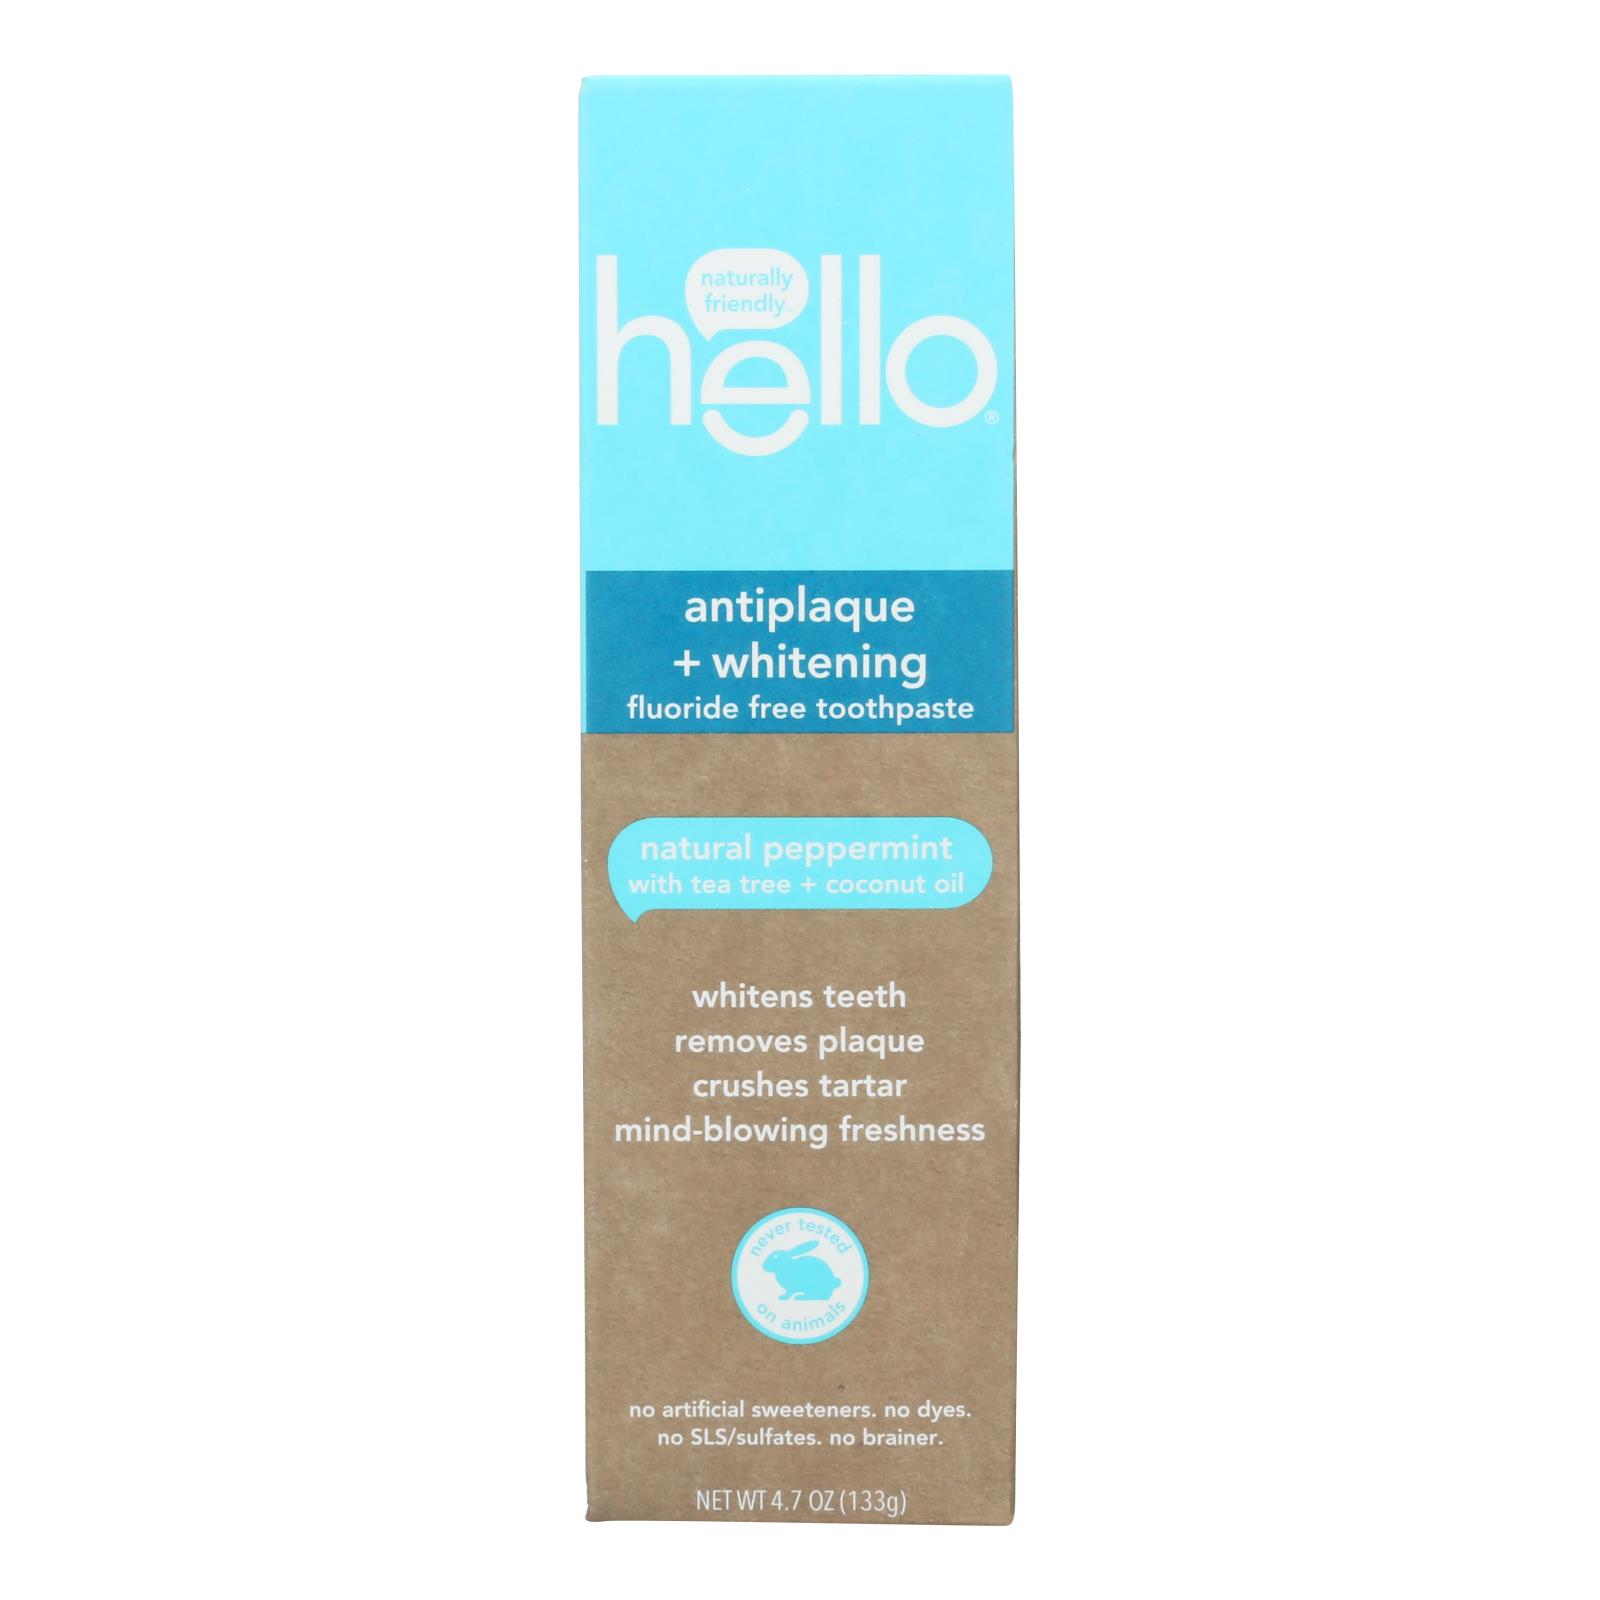 naturally
friendly™
hello®
antiplaque
+ whitening
fluoride free toothpaste
natural peppermint
with tea tree + coconut oil
whitens teeth
removes plaque
crushes tartar
mind-blowing freshness
never tested
on animals
no artificial sweeteners. no dyes.
no SLS/sulfates. no brainer.
NET WT 4.7 OZ (133g)